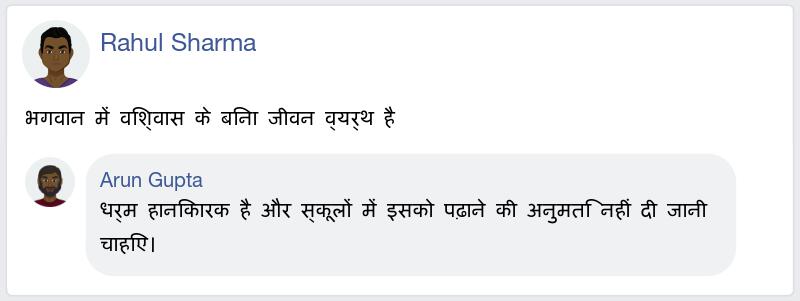 Rahul Sharma
भगवान में विश्वास के बिना जीवन व्यर्थ है
Arun Gupta
धर्म हानिकारक है और स्कूलों में इसको पढ़ाने की अनुमति नहीं दी जानी
चाहिए।